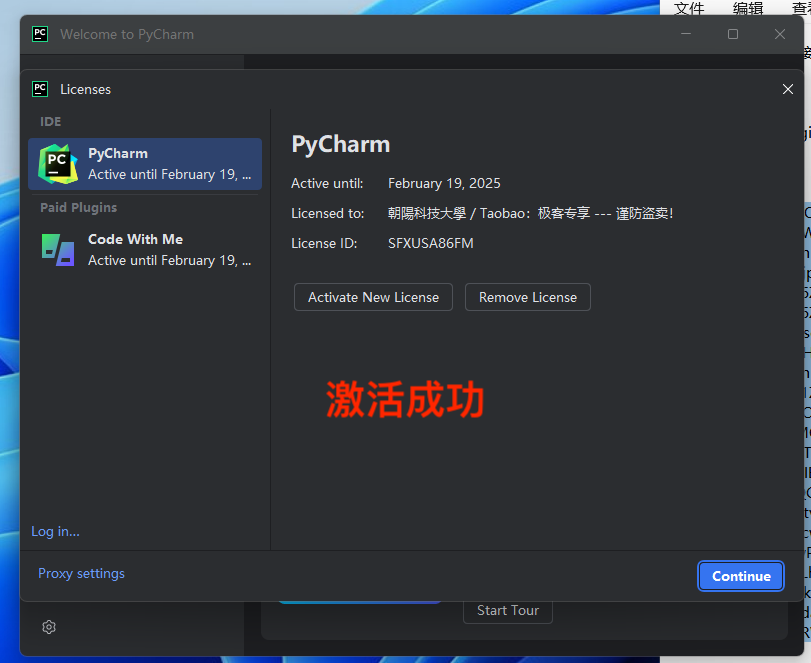 文件 编辑
Welcome to PyCharm
Licenses
IDE
PyCharm
Active until February 19, ...
Paid Plugins
Code With Me
Active until February 19, ...
Log in...
PyCharm
Active until: February 19, 2025
Licensed to: 朝陽科技大學 / Taobao：极客专享 --- 谨防盗卖!
License ID: SFXUSA86FM
Activate New License Remove License
激活成功
Proxy settings
Continue
Start Tour